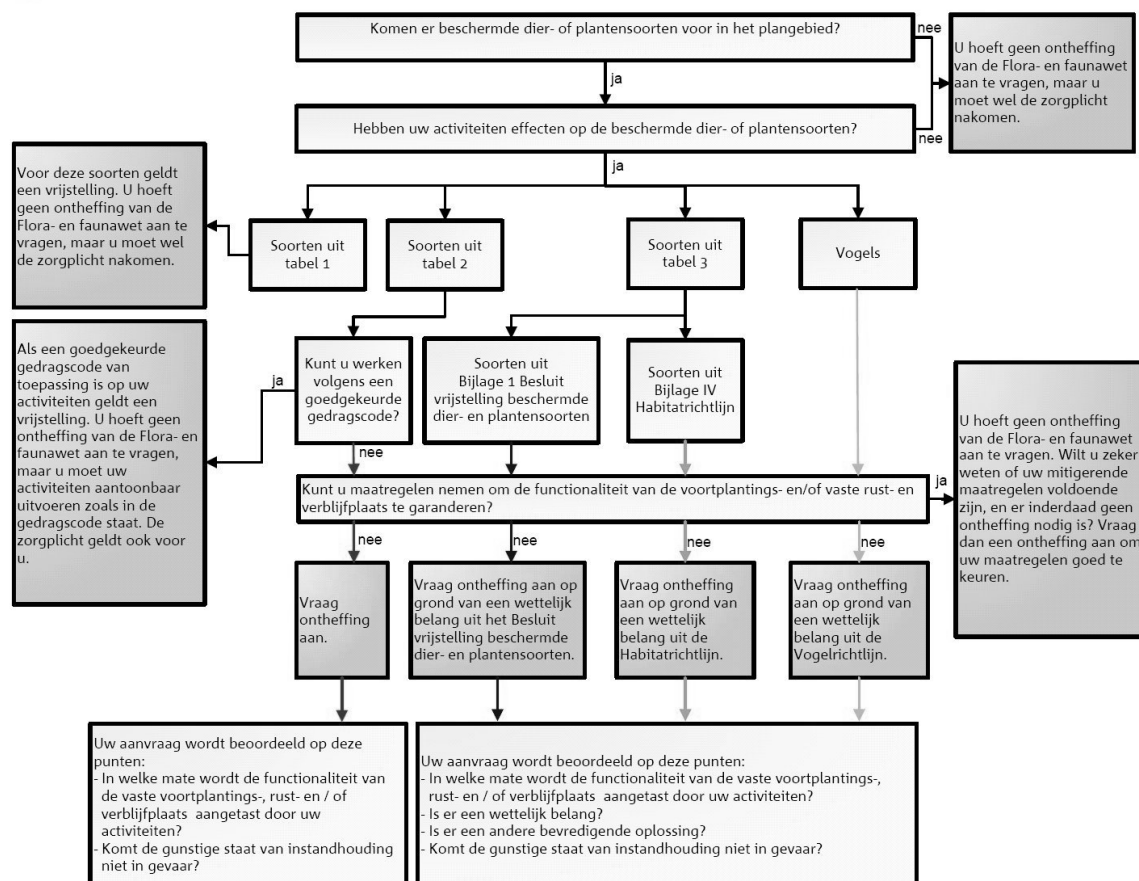 Komen er beschermde dier- of plantensoorten voor in het plangebied?
nee
U hoeft geen ontheffing
van de Flora- en faunawet
aan te vragen, maar u
moet wel de zorgplicht
nakomen.
ja
Hebben uw activiteiten effecten op de beschermde dier- of plantensoorten?
nee
ja
Voor deze soorten geldt
een vrijstelling. U hoeft
geen ontheffing van de
Flora- en faunawet aan te
vragen, maar u moet wel
de zorgplicht nakomen.
Soorten uit
tabel 1
Soorten uit
tabel 2
Soorten uit
tabel 3
Vogels
Als een goedgekeurde
gedragscode van
toepassing is op uw
activiteiten geldt een
vrijstelling. U hoeft geen
ontheffing van de Flora- en
faunawet aan te vragen,
maar u moet uw
activiteiten aantoonbaar
uitvoeren zoals in de
gedragscode staat. De
zorgplicht geldt ook voor
u.
ja
Kunt u werken
volgens een
goedgekeurde
gedragscode?
Soorten uit
Bijlage 1 Besluit
vrijstelling beschermde
dier- en plantensoorten
Soorten uit
Bijlage IV
Habitatrichtlijn
nee
Kunt u maatregelen nemen om de functionaliteit van de voortplantings- en/of vaste rust- en
verblijfplaats te garanderen?
ja
U hoeft geen ontheffing
van de Flora- en faunawet
aan te vragen. Wilt u zeker
weten of uw mitigerende
maatregelen voldoende
zijn, en er inderdaad geen
ontheffing nodig is? Vraag
dan een ontheffing aan om
uw maatregelen goed te
keuren.
nee
nee
nee
nee
Vraag
ontheffing
aan.
Vraag ontheffing aan op
grond van een wettelijk
belang uit het Besluit
vrijstelling beschermde
dier- en plantensoorten.
Vraag ontheffing
aan op grond van
een wettelijk
belang uit de
Habitatrichtlijn.
Vraag ontheffing
aan op grond van
een wettelijk
belang uit de
Vogelrichtlijn.
Uw aanvraag wordt beoordeeld op deze
punten:
- In welke mate wordt de functionaliteit van
de vaste voortplantings-, rust- en / of
verblijfplaats aangetast door uw
activiteiten?
- Komt de gunstige staat van instandhouding
niet in gevaar?
Uw aanvraag wordt beoordeeld op deze
punten:
- In welke mate wordt de functionaliteit van de vaste voortplantings-,
rust- en / of verblijfplaats aangetast door uw activiteiten?
- Is er een wettelijk belang?
- Is er een andere bevredigende oplossing?
- Komt de gunstige staat van instandhouding niet in gevaar?